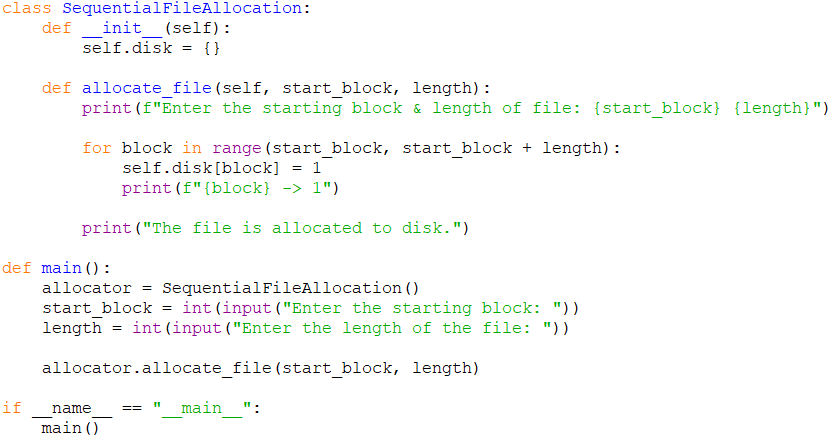 class SequentialFileAllocation:
    def __init__(self):
        self.disk = {}

    def allocate_file(self, start_block, length):
        print(f"Enter the starting block & length of file: {start_block} {length}")

        for block in range(start_block, start_block + length):
            self.disk[block] = 1
            print(f"{block} -> 1")

        print("The file is allocated to disk.")

def main():
    allocator = SequentialFileAllocation()
    start_block = int(input("Enter the starting block: "))
    length = int(input("Enter the length of the file: "))

    allocator.allocate_file(start_block, length)

if __name__ == "__main__":
    main()